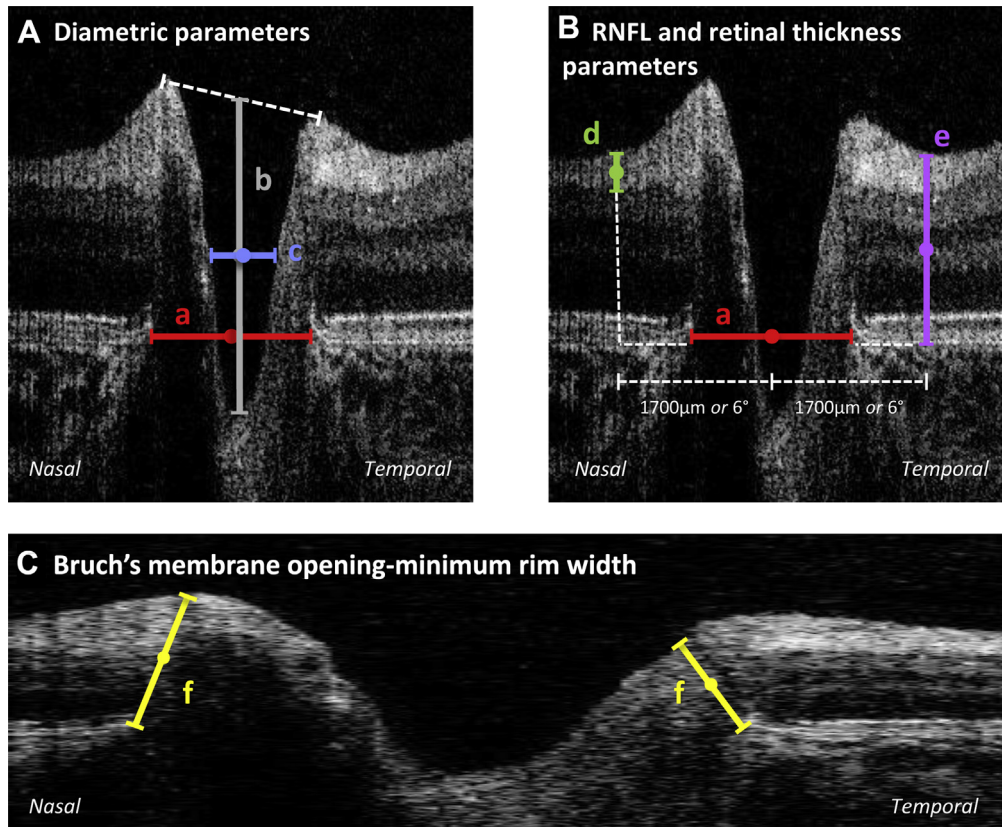 A Diametric parameters
b
c
a
Nasal
Temporal
B RNFL and retinal thickness
parameters
d
e
a
1700µm or 6°
1700µm or 6°
Nasal
Temporal
C Bruch's membrane opening-minimum rim width
f
f
Nasal
Temporal